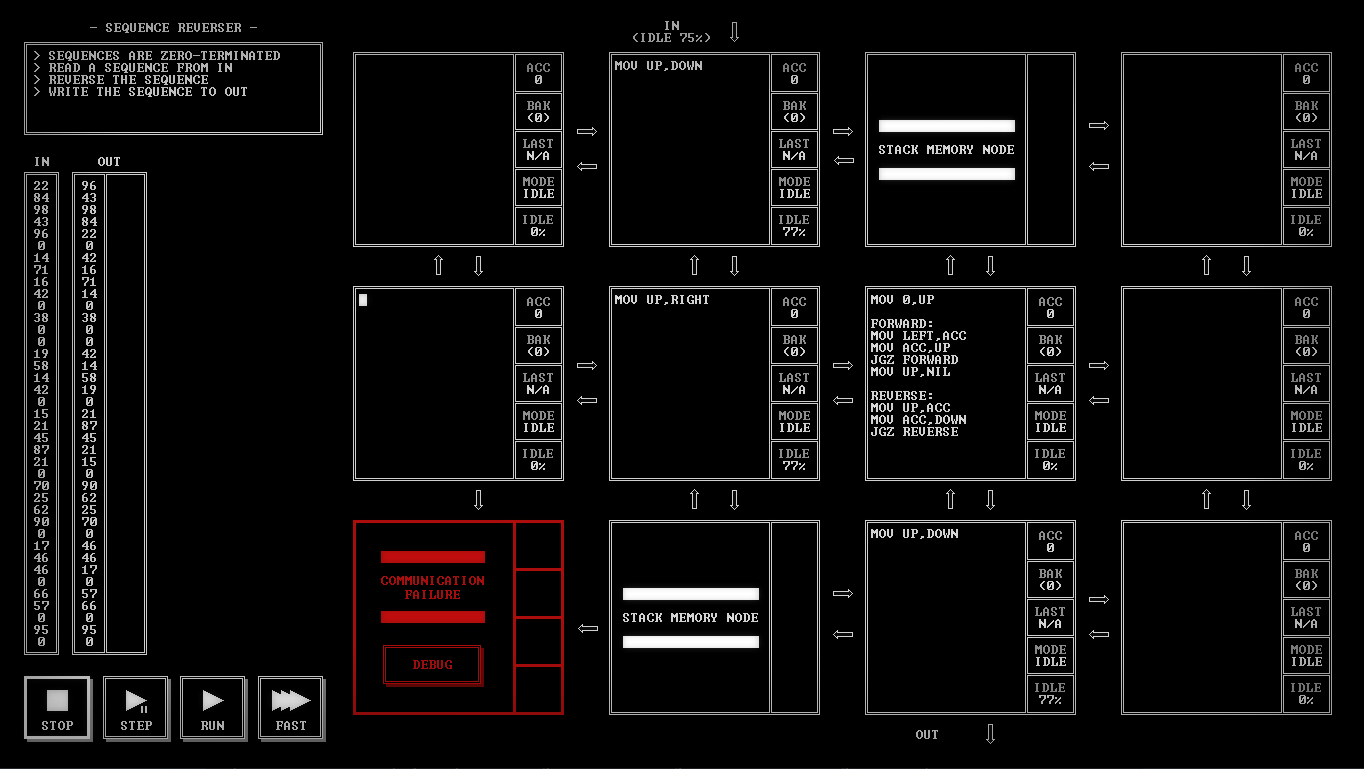 — SEQUENCE REVERSER —
> SEQUENCES ARE ZERO-TERMINATED
> READ A SEQUENCE FROM IN
> REVERSE THE SEQUENCE
> WRITE THE SEQUENCE TO OUT
IN OUT
22 96
84 43
98 98
43 84
96 22
0 0
14 42
71 16
16 71
42 14
0 0
38 38
0 0
0 0
19 42
58 14
14 58
42 19
0 0
15 21
21 87
45 45
87 21
21 15
0 0
70 90
25 62
62 25
90 70
0 0
17 46
46 46
46 17
0 0
66 57
57 66
0 0
95 95
0 0
STOP
STEP
RUN
FAST
IN
(IDLE 75%)
ACC
0
BAK
(0)
LAST
N/A
MODE
IDLE
IDLE
0%
MOV UP,DOWN
ACC
0
BAK
(0)
LAST
N/A
MODE
IDLE
IDLE
77%
STACK MEMORY NODE
ACC
0
BAK
(0)
LAST
N/A
MODE
IDLE
IDLE
0%
ACC
0
BAK
(0)
LAST
N/A
MODE
IDLE
IDLE
0%
MOV UP,RIGHT
ACC
0
BAK
(0)
LAST
N/A
MODE
IDLE
IDLE
77%
MOV 0,UP
FORWARD:
MOV LEFT,ACC
MOV ACC,UP
JGZ FORWARD
MOV UP,NIL
REVERSE:
MOV UP,ACC
MOV ACC,DOWN
JGZ REVERSE
ACC
0
BAK
(0)
LAST
N/A
MODE
IDLE
IDLE
0%
ACC
0
BAK
(0)
LAST
N/A
MODE
IDLE
IDLE
0%
COMMUNICATION
FAILURE
DEBUG
STACK MEMORY NODE
MOV UP,DOWN
ACC
0
BAK
(0)
LAST
N/A
MODE
IDLE
IDLE
77%
ACC
0
BAK
(0)
LAST
N/A
MODE
IDLE
IDLE
0%
OUT